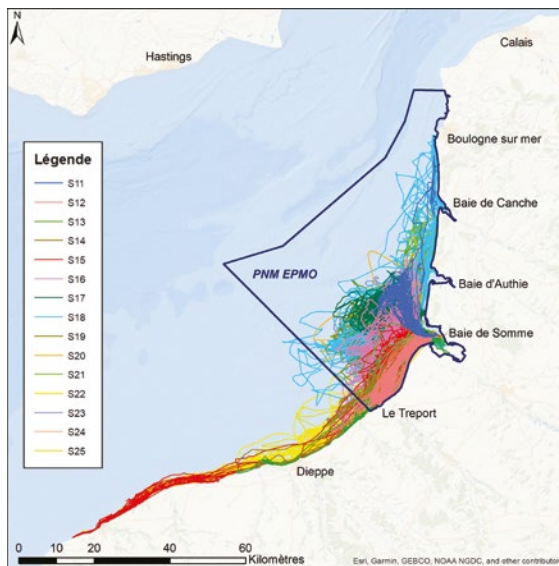 N
Calais
Hastings
Boulogne sur mer
Légende
S11
S12
S13
S14
S15
S16
S17
S18
S19
S20
S21
S22
S23
S24
S25
Baie de Canche
PNM EPMO
Baie d'Authie
Baie de Somme
Le Treport
Dieppe
0 10 20 40 60
Kilomètres
Esri, Garmin, GEBCO, NOAA NGDC, and other contributor